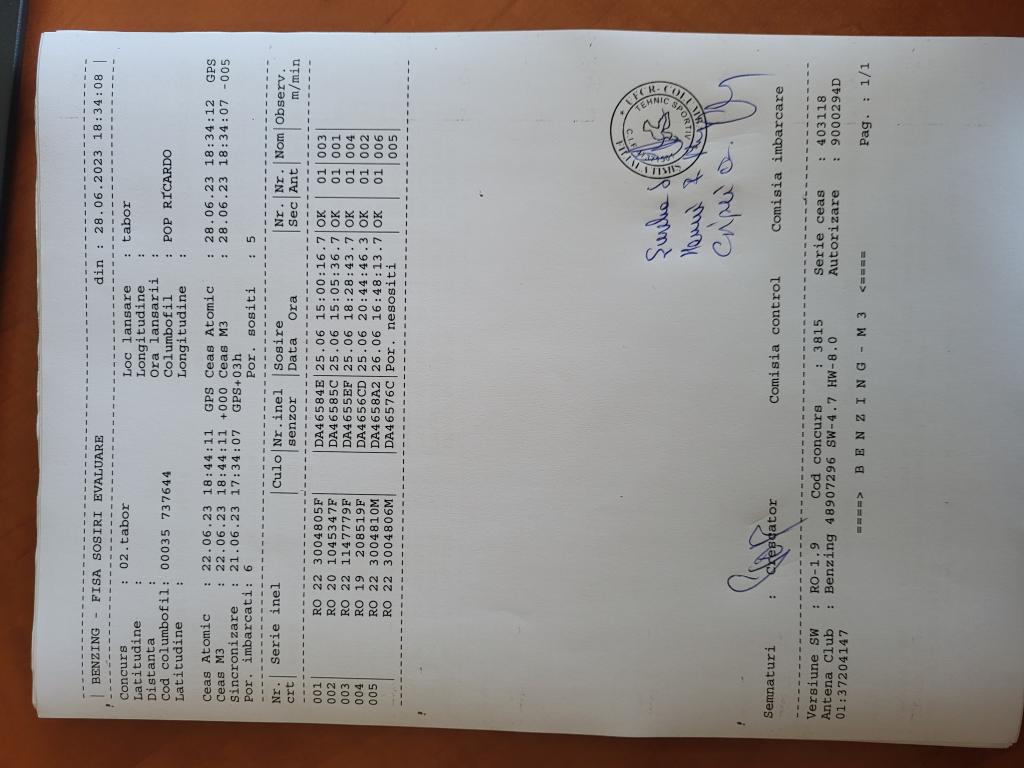 | BENZING - FISA SOSIRI EVALUARE din : 28.06.2023 18:34:08 |
Concurs : 02.tabor Loc lansare : tabor
Latitudine : Longitudine :
Distanta : Ora lansarii :
Cod columbofil: 00035 737644 Columbofil : POP RICARDO
Latitudine : Longitudine :
Ceas Atomic : 22.06.23 18:44:11 GPS Ceas Atomic : 28.06.23 18:34:12 GPS
Ceas M3 : 22.06.23 18:44:11 +000 Ceas M3 : 28.06.23 18:34:07 -005
Sincronizare : 21.06.23 17:34:07 GPS+03h
Por. imbarcati: 6 Por. sositi : 5
Nr.| Serie inel |Culo|Nr.inel |Sosire |Nr.|Nr.|Nom|Observ.
crt| | |senzor |Data Ora |Sec|Ant| | m/min
001 | RO 22 3004805F | |DA46584E|25.06 15:00:16.7|OK |01 |003|
002 | RO 20 1045347F | |DA46585C|25.06 15:05:36.7|OK |01 |001|
003 | RO 22 1147779F | |DA4655EF|25.06 18:28:43.7|OK |01 |004|
004 | RO 19 208519F | |DA4656CD|25.06 20:44:46.3|OK |01 |002|
005 | RO 22 3004810M | |DA4658A2|26.06 16:48:13.7|OK |01 |006|
| RO 22 3004806M | |DA46576C|Por. nesositi | | |005|
TEHNIC SPORTIV
Semnaturi : crescator Comisia control Comisia imbarcare
Versiune SW : RO-1.9 Cod concurs : 3815 Serie ceas : 403118
Antena Club : Benzing 48907296 SW-4.7 HW-8.0 Autorizare : 9000294D
01:37204147
====> B E N Z I N G - M 3 <====
Pag. : 1/1